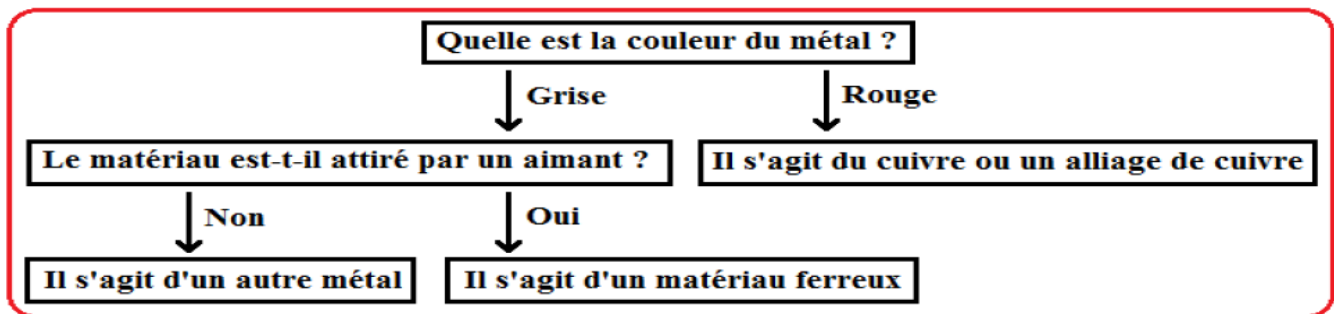 Quelle est la couleur du métal ?
Grise
Rouge
Le matériau est-t-il attiré par un aimant ?
Il s'agit du cuivre ou un alliage de cuivre
Non
Oui
Il s'agit d'un autre métal
Il s'agit d'un matériau ferreux